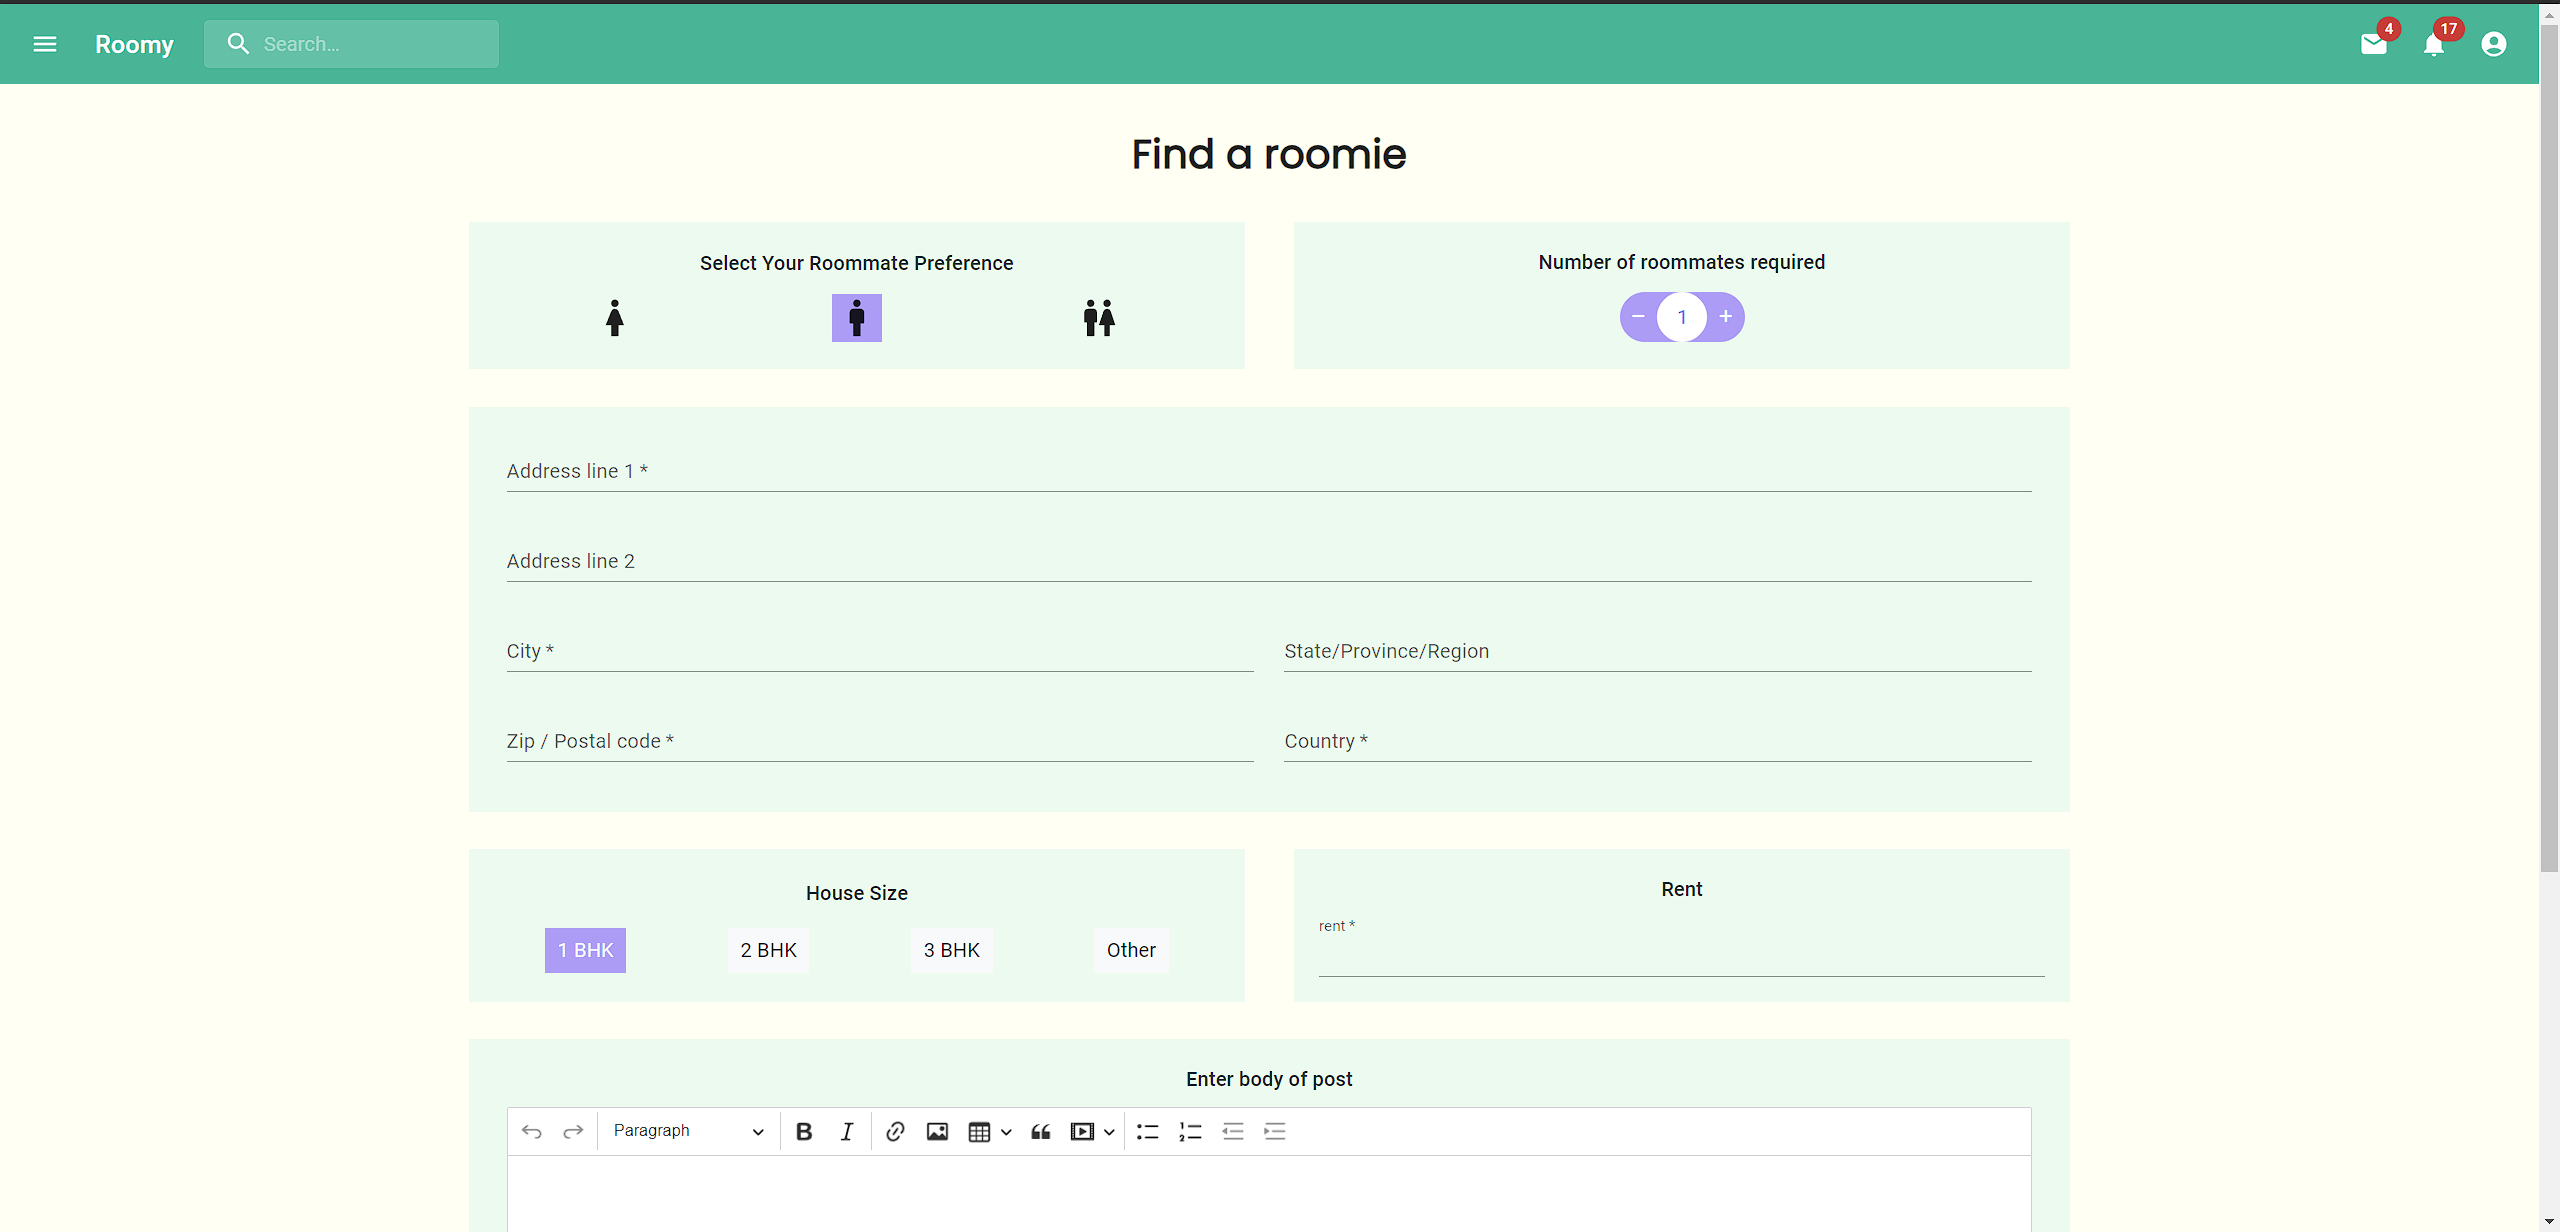 Roomy
Search...
4
17
Find a roomie
Select Your Roommate Preference
Number of roommates required
− 1 +
Address line 1 *
Address line 2
City *
State/Province/Region
Zip / Postal code *
Country *
House Size
1 BHK
2 BHK
3 BHK
Other
Rent
rent *
Enter body of post
Paragraph
B I